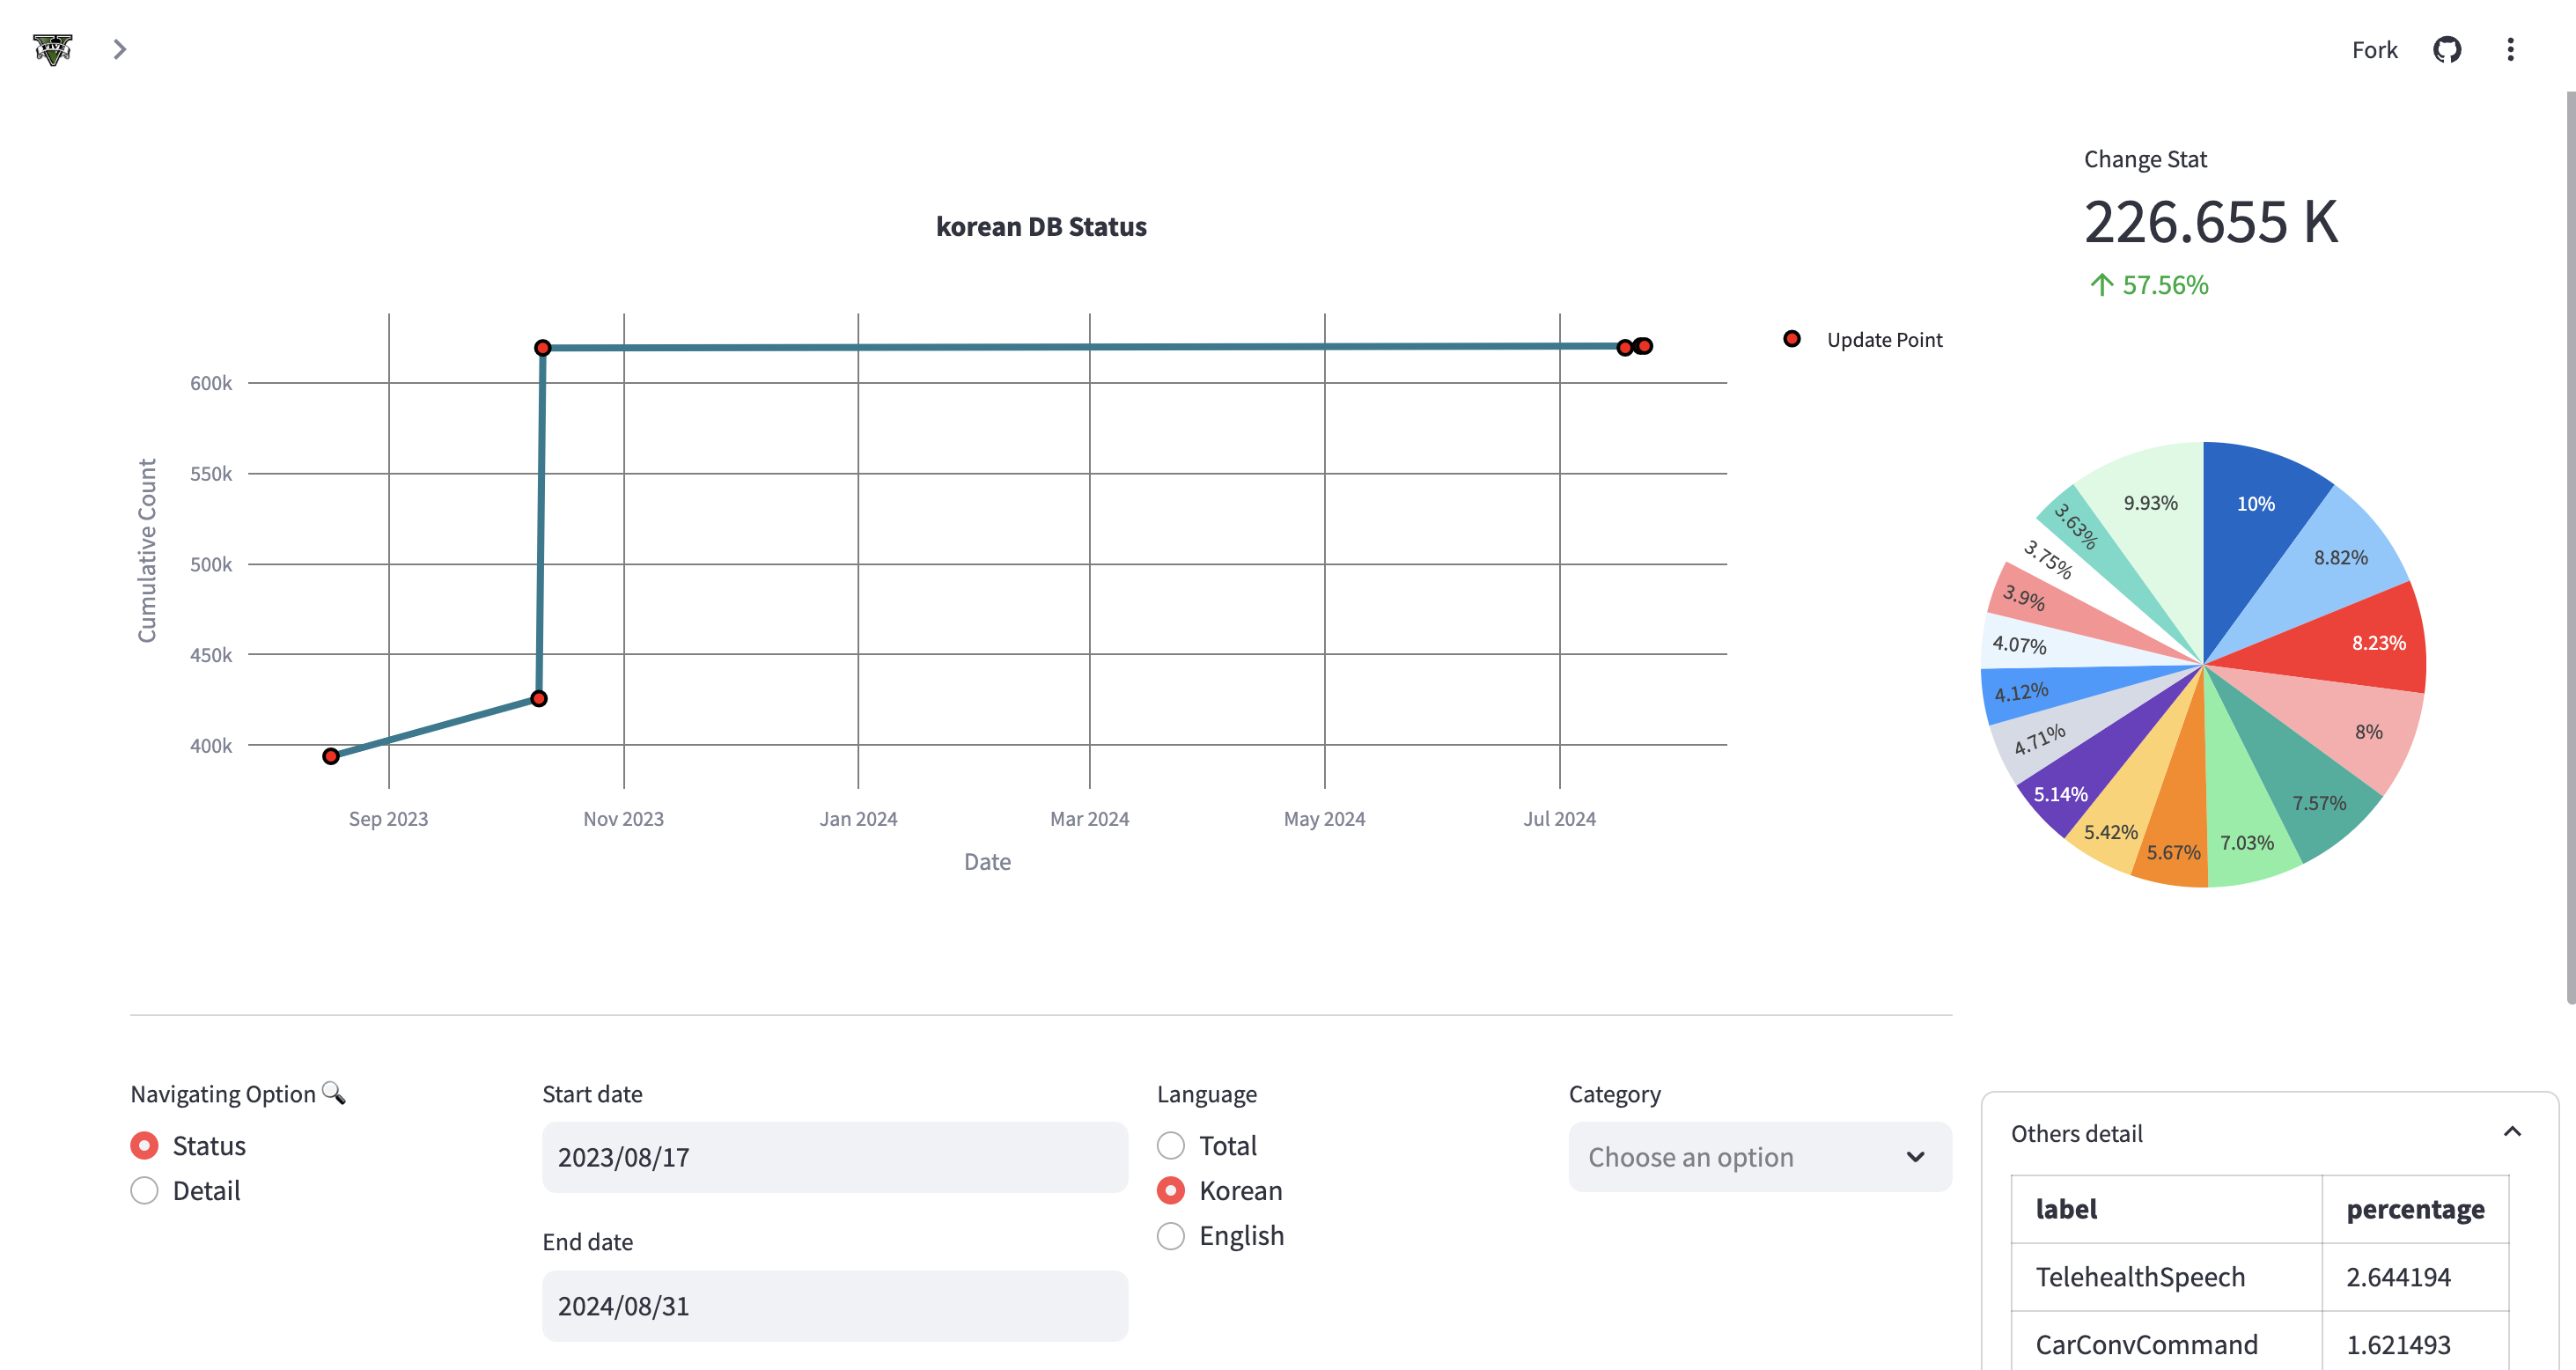 FIVE
Fork
Change Stat
226.655 K
57.56%
korean DB Status
Update Point
600k
550k
500k
450k
400k
Cumulative Count
Sep 2023
Nov 2023
Jan 2024
Mar 2024
May 2024
Jul 2024
Date
10%
8.82%
8.23%
8%
7.57%
7.03%
5.67%
5.42%
5.14%
4.71%
4.12%
4.07%
3.9%
3.75%
3.63%
9.93%
Navigating Option
Status
Detail
Start date
2023/08/17
End date
2024/08/31
Language
Total
Korean
English
Category
Choose an option
Others detail
label percentage
TelehealthSpeech 2.644194
CarConvCommand 1.621493